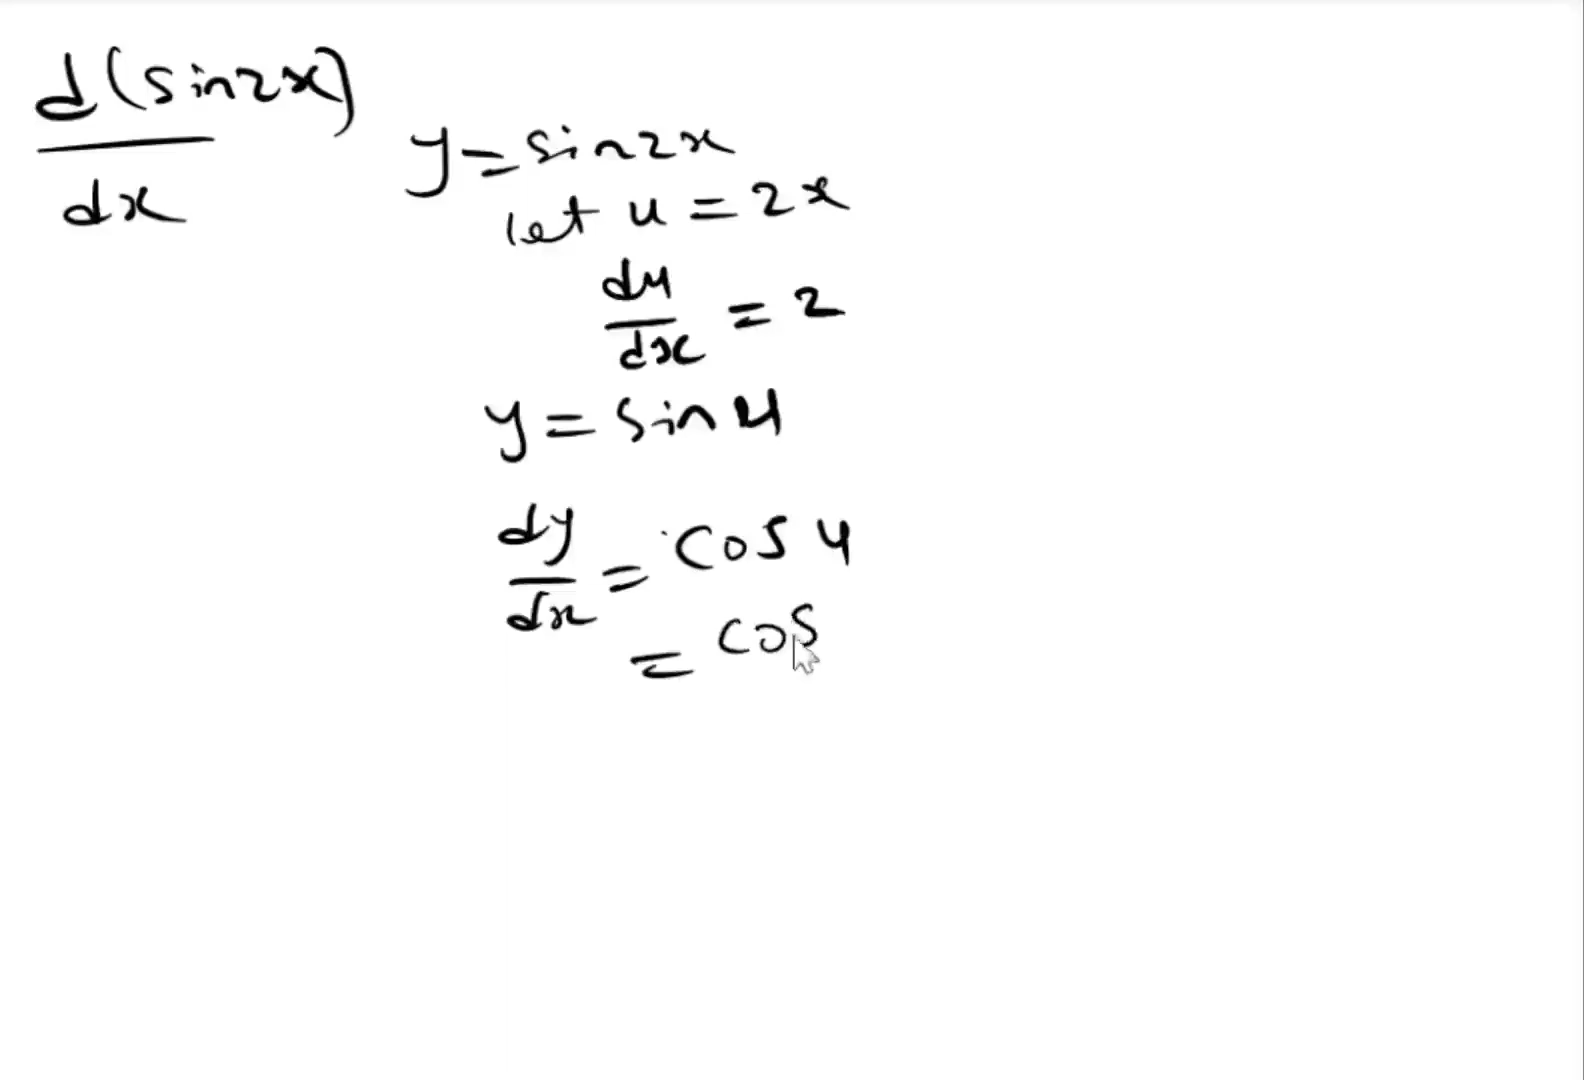 d(sin2x)
dx
y = sin2x
let u = 2x
du
dx
= 2
y = sin u
dy
dx
= cos u
= cos